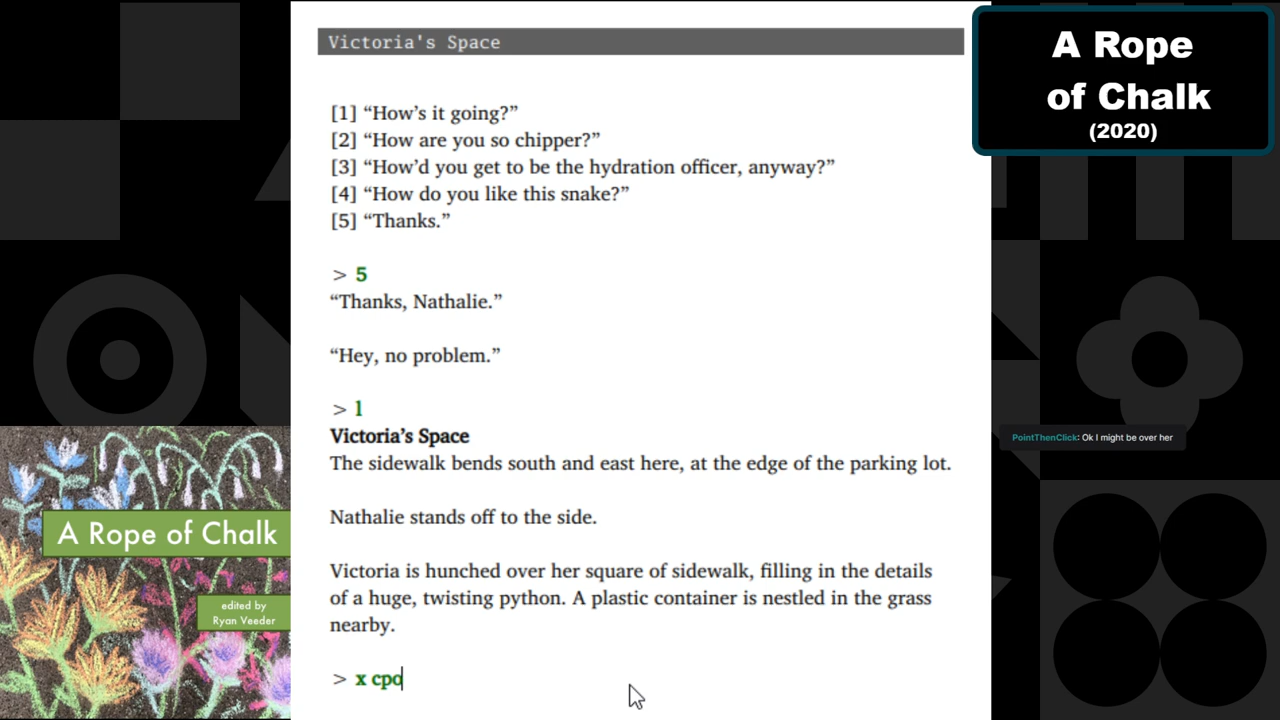 Victoria's Space
[1] “How’s it going?”
[2] “How are you so chipper?”
[3] “How’d you get to be the hydration officer, anyway?”
[4] “How do you like this snake?”
[5] “Thanks.”
> 5
“Thanks, Nathalie.”
“Hey, no problem.”
> l
Victoria’s Space
The sidewalk bends south and east here, at the edge of the parking lot.
Nathalie stands off to the side.
Victoria is hunched over her square of sidewalk, filling in the details
of a huge, twisting python. A plastic container is nestled in the grass
nearby.
> x cpo
A Rope
of Chalk
(2020)
PointThenClick: Ok I might be over her
A Rope of Chalk
edited by
Ryan Veeder